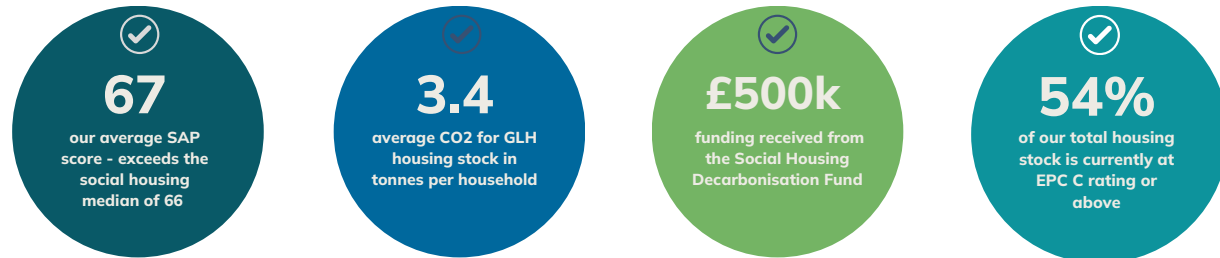 67
our average SAP
score - exceeds the
social housing
median of 66
3.4
average CO2 for GLH
housing stock in
tonnes per household
£500k
funding received from
the Social Housing
Decarbonisation Fund
54%
of our total housing
stock is currently at
EPC C rating or
above